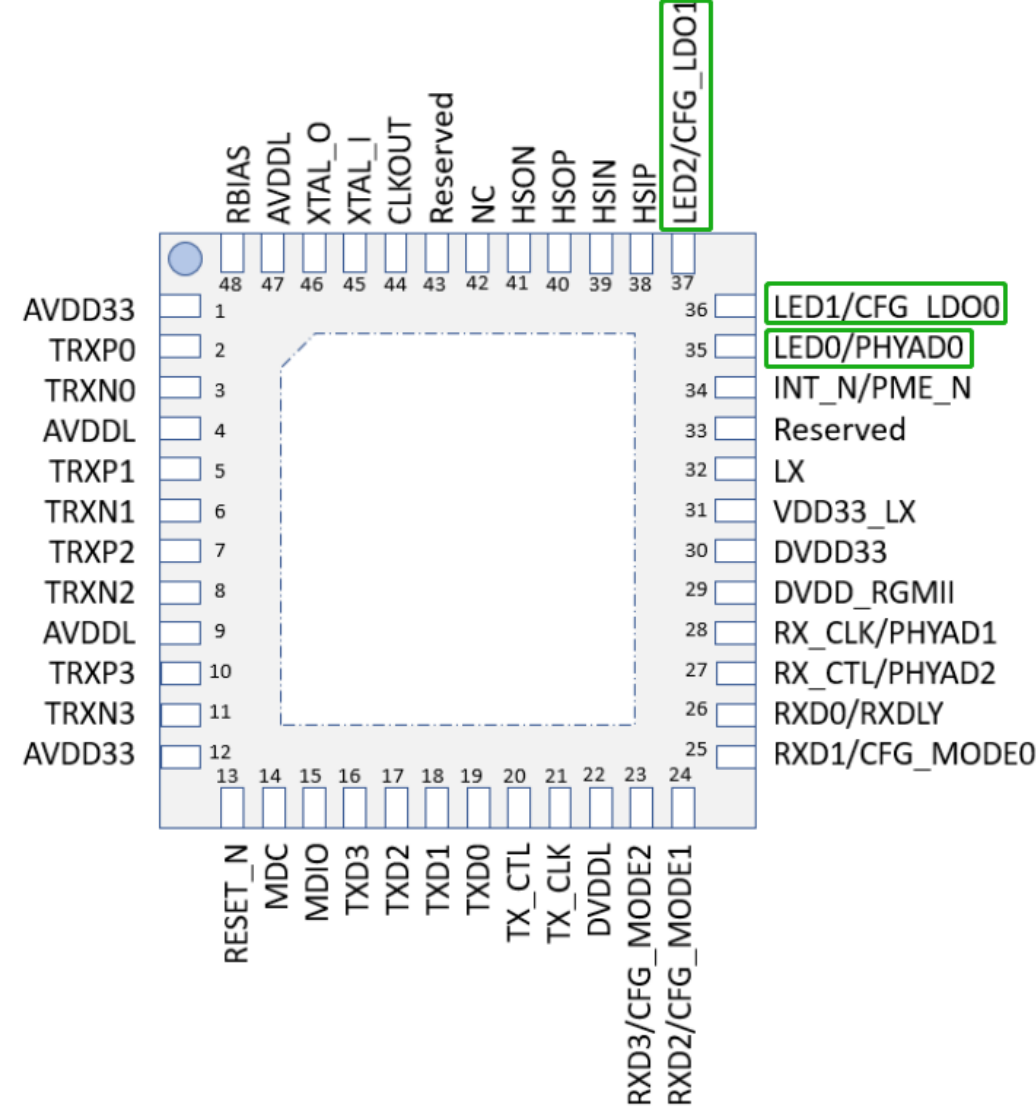 LED2/CFG_LDO1
RBIAS
AVDDL
XTAL_O
XTAL_I
CLKOUT
Reserved
NC
HSON
HSOP
HSIN
HSIP
48
47
46
45
44
43
42
41
40
39
38
37
AVDD33 1
TRXP0 2
TRXN0 3
AVDDL 4
TRXP1 5
TRXN1 6
TRXP2 7
TRXN2 8
AVDDL 9
TRXP3 10
TRXN3 11
AVDD33 12
36 LED1/CFG_LDO0
35 LED0/PHYAD0
34 INT_N/PME_N
33 Reserved
32 LX
31 VDD33_LX
30 DVDD33
29 DVDD_RGMII
28 RX_CLK/PHYAD1
27 RX_CTL/PHYAD2
26 RXD0/RXDLY
25 RXD1/CFG_MODE0
13
14
15
16
17
18
19
20
21
22
23
24
RESET_N
MDC
MDIO
TXD3
TXD2
TXD1
TXD0
TX_CTL
TX_CLK
DVDDL
RXD3/CFG_MODE2
RXD2/CFG_MODE1